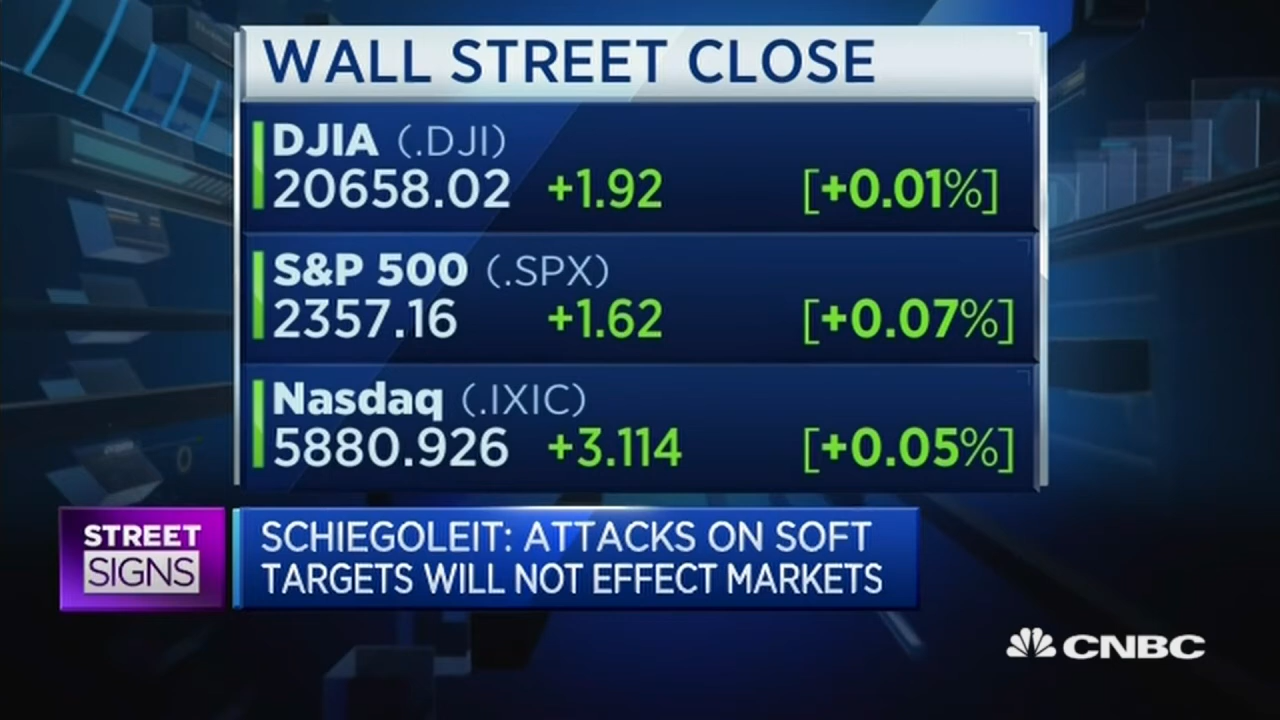 WALL STREET CLOSE
DJIA (.DJI)
20658.02 +1.92 [+0.01%]
S&P 500 (.SPX)
2357.16 +1.62 [+0.07%]
Nasdaq (.IXIC)
5880.926 +3.114 [+0.05%]
STREET
SIGNS
SCHIEGOLEIT: ATTACKS ON SOFT
TARGETS WILL NOT EFFECT MARKETS
CNBC